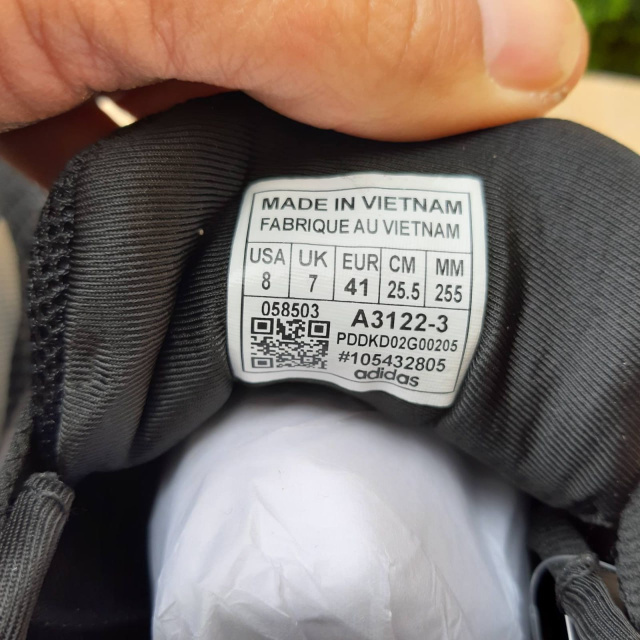 MADE IN VIETNAM
FABRIQUE AU VIETNAM
USA UK EUR CM MM
8 7 41 25.5 255
058503 A3122-3
PDDKD02G00205
#105432805
adidas